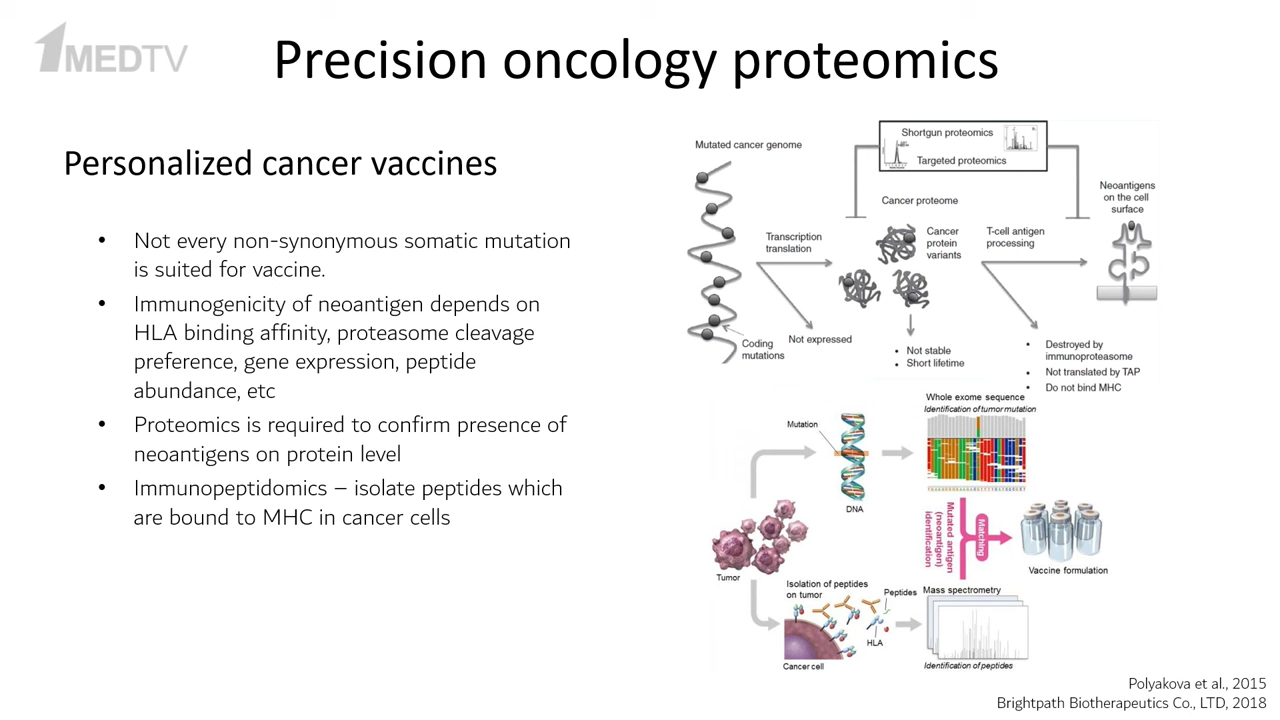 1MEDTV
Precision oncology proteomics
Personalized cancer vaccines
• Not every non-synonymous somatic mutation
is suited for vaccine.
• Immunogenicity of neoantigen depends on
HLA binding affinity, proteasome cleavage
preference, gene expression, peptide
abundance, etc
• Proteomics is required to confirm presence of
neoantigens on protein level
• Immunopeptidomics – isolate peptides which
are bound to MHC in cancer cells
Mutated cancer genome
Shortgun proteomics
Targeted proteomics
Cancer proteome
Neoantigens
on the cell
surface
Transcription
translation
Cancer
protein
variants
T-cell antigen
processing
Coding
mutations
Not expressed
• Not stable
• Short lifetime
• Destroyed by
immunoproteasome
• Not translated by TAP
• Do not bind MHC
Whole exome sequence
Identification of tumor mutation
Mutation
DNA
Tumor
Mutated antigen
(neoantigen)
identification
Matching
Vaccine formulation
Isolation of peptides
on tumor
Peptides
HLA
Cancer cell
Mass spectrometry
Identification of peptides
Polyakova et al., 2015
Brightpath Biotherapeutics Co., LTD, 2018